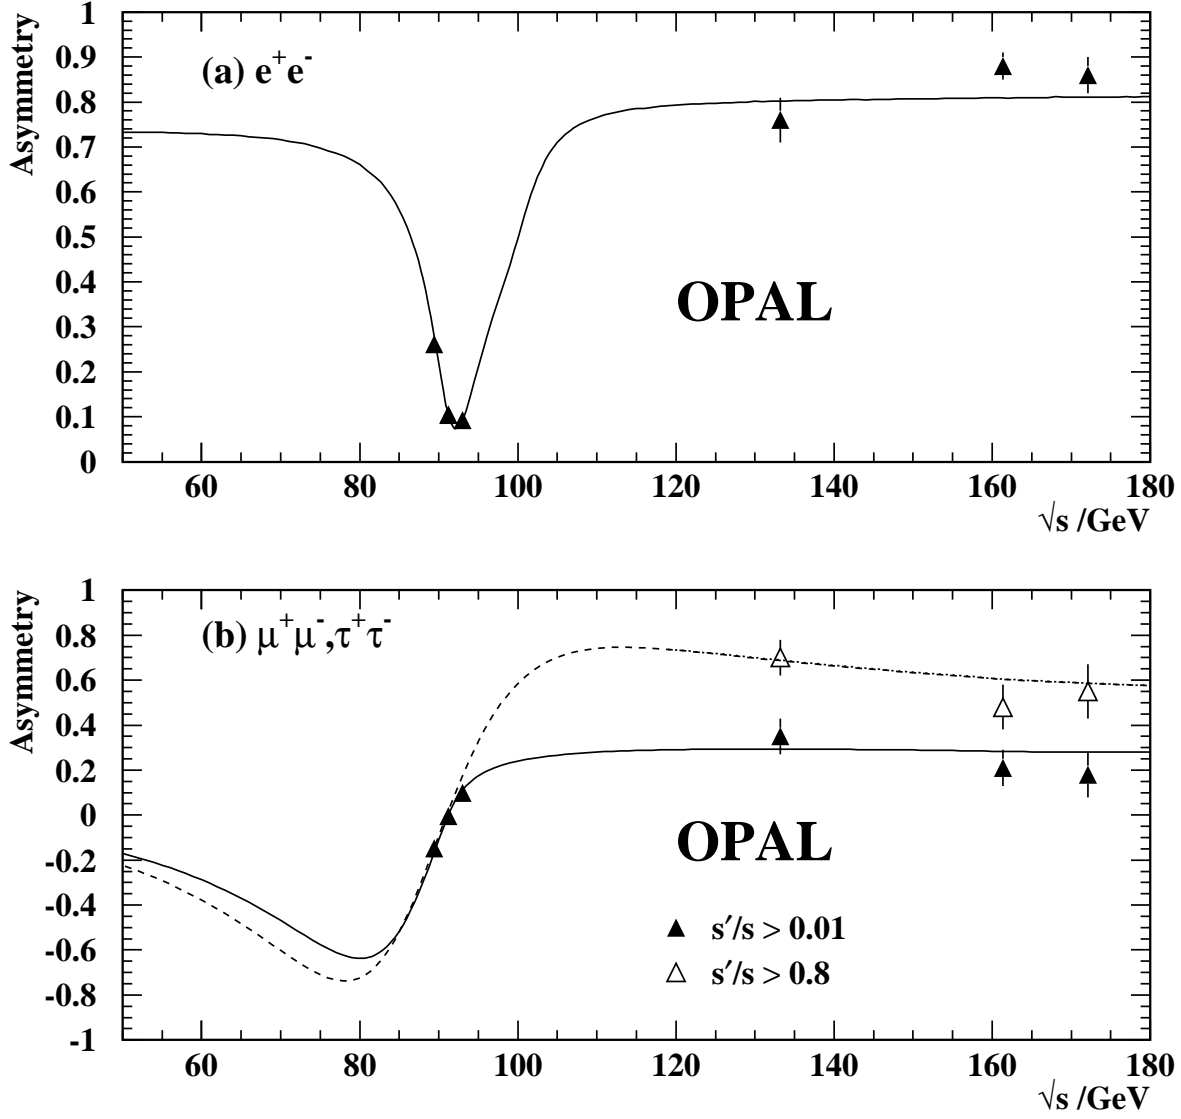 Asymmetry
1
0.9
0.8
0.7
0.6
0.5
0.4
0.3
0.2
0.1
0
(a) e⁺e⁻
OPAL
60 80 100 120 140 160 180
√s /GeV
Asymmetry
1
0.8
0.6
0.4
0.2
0
-0.2
-0.4
-0.6
-0.8
-1
(b) μ⁺μ⁻,τ⁺τ⁻
OPAL
s′/s > 0.01
s′/s > 0.8
60 80 100 120 140 160 180
√s /GeV